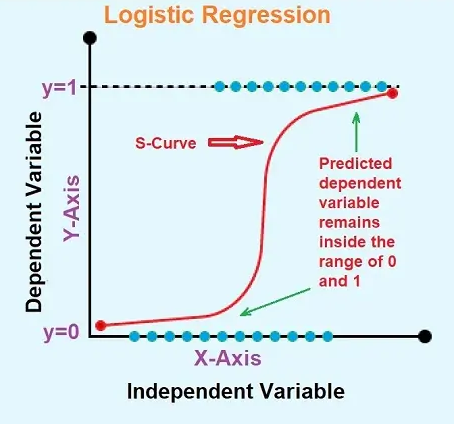 Logistic Regression
y=1
S-Curve
Predicted
dependent
variable
remains
inside the
range of 0
and 1
Dependent Variable
Y-Axis
y=0
X-Axis
Independent Variable